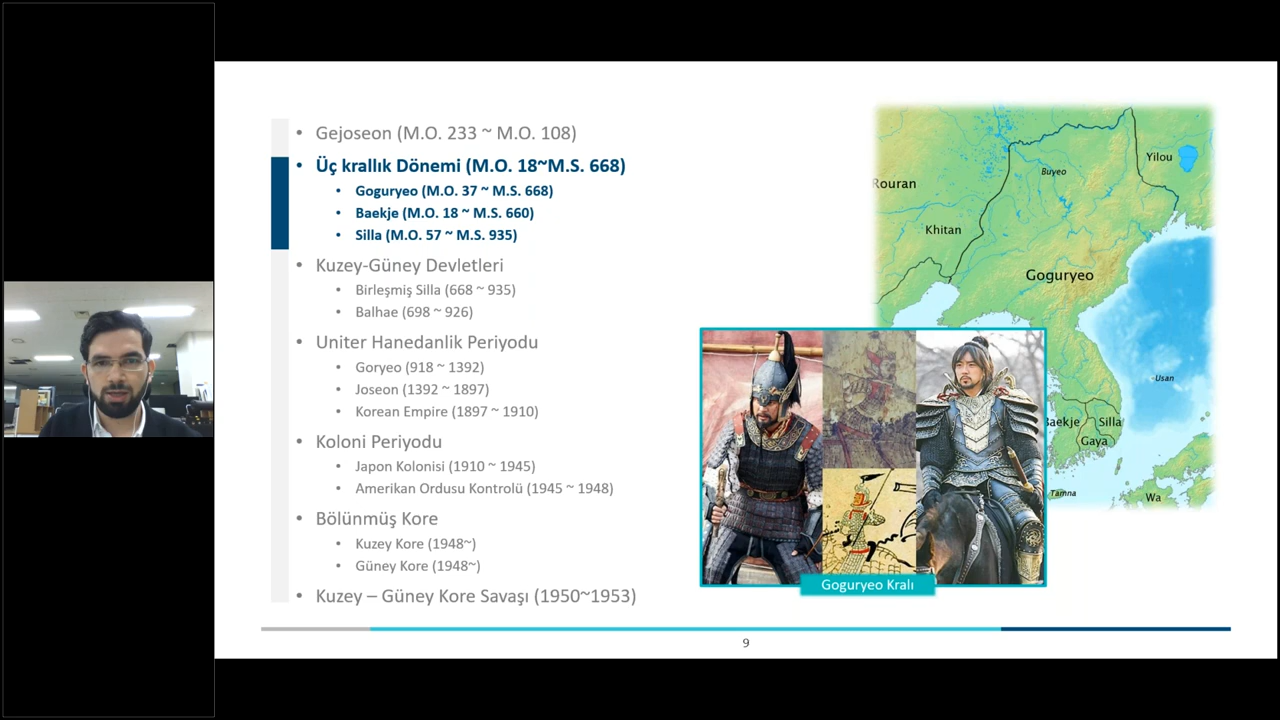 Gejoseon (M.O. 233 ~ M.O. 108)
Üç krallık Dönemi (M.O. 18~M.S. 668)
Goguryeo (M.O. 37 ~ M.S. 668)
Baekje (M.O. 18 ~ M.S. 660)
Silla (M.O. 57 ~ M.S. 935)
Kuzey-Güney Devletleri
Birleşmiş Silla (668 ~ 935)
Balhae (698 ~ 926)
Uniter Hanedanlik Periyodu
Goryeo (918 ~ 1392)
Joseon (1392 ~ 1897)
Korean Empire (1897 ~ 1910)
Koloni Periyodu
Japon Kolonisi (1910 ~ 1945)
Amerikan Ordusu Kontrolü (1945 ~ 1948)
Bölünmüş Kore
Kuzey Kore (1948~)
Güney Kore (1948~)
Kuzey – Güney Kore Savaşı (1950~1953)
Yilou
Buyeo
Rouran
Khitan
Goguryeo
Usan
Baekje
Silla
Gaya
Tamna
Wa
Goguryeo Kralı
9